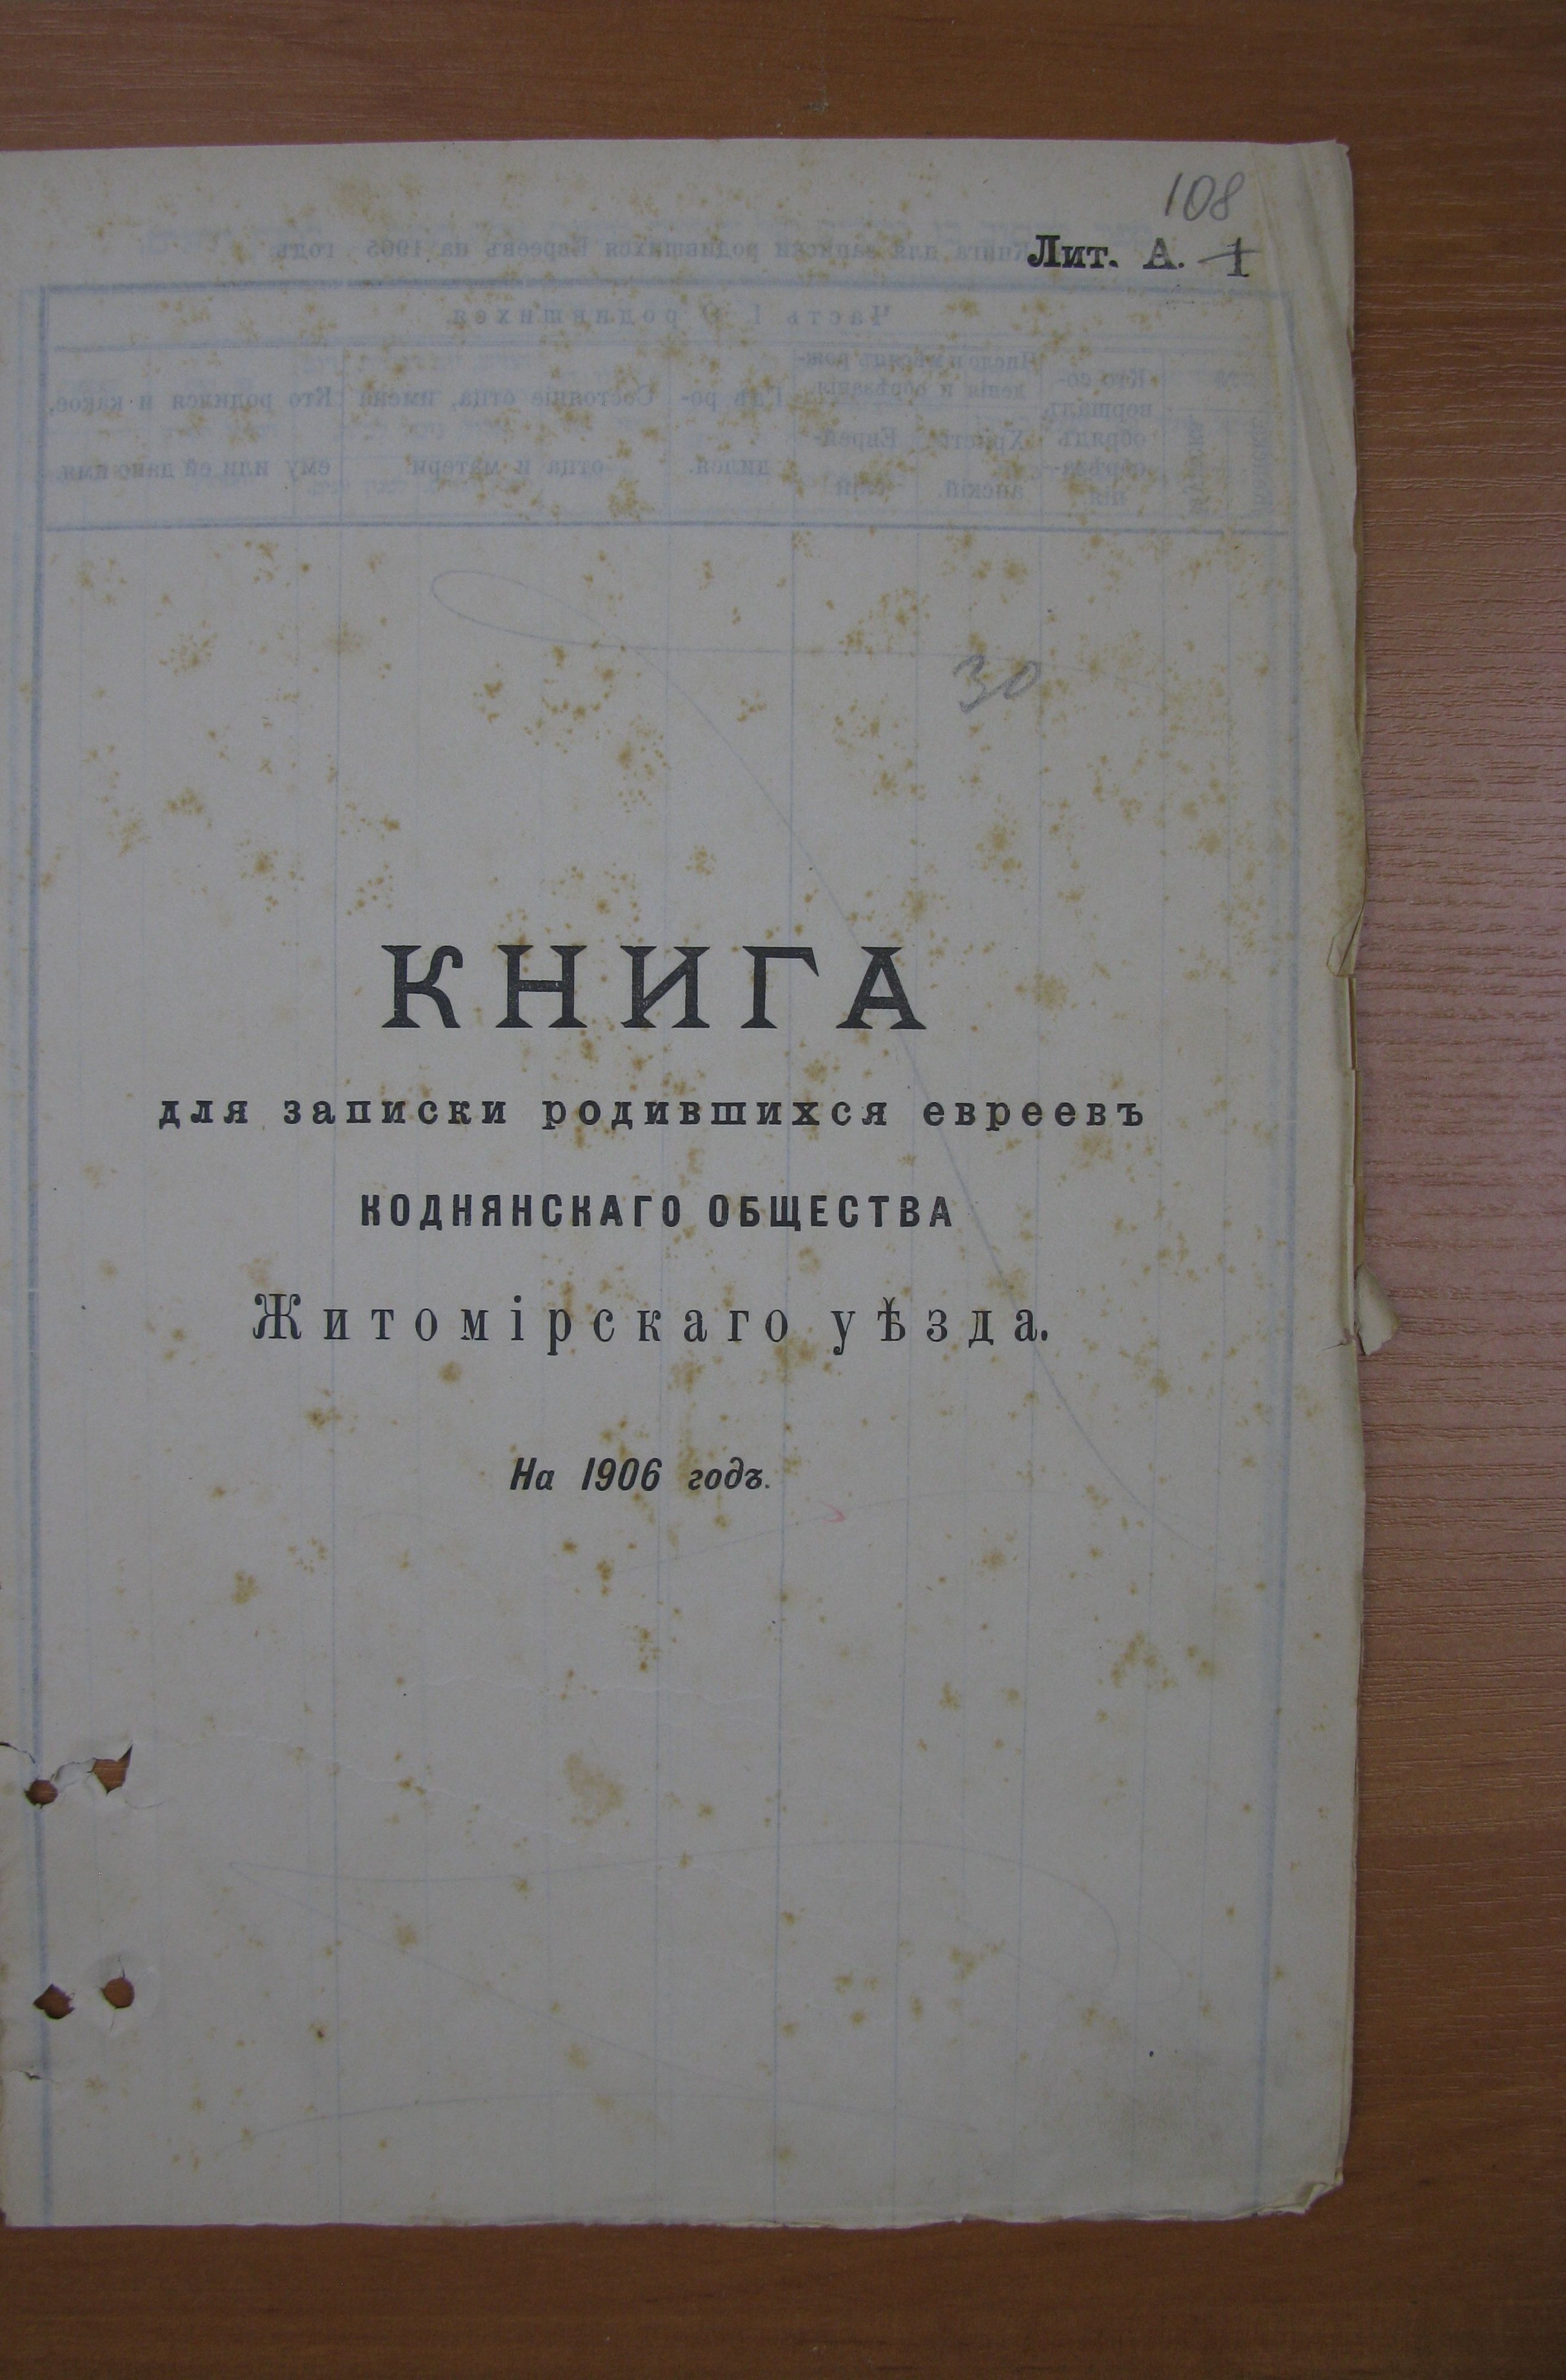 108
Лит. А. 1
30
КНИГА
для записки родившихся евреевъ
КОДНЯНСКАГО ОБЩЕСТВА
Житомірскаго уѣзда.
На 1906 годъ.